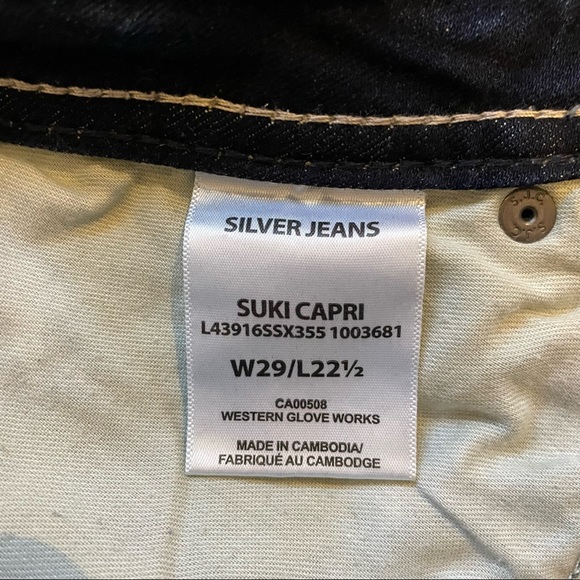 SILVER JEANS
S.J.C
SUKI CAPRI
L43916SSX355 1003681
W29/L22½
CA00508
WESTERN GLOVE WORKS
MADE IN CAMBODIA/
FABRIQUÉ AU CAMBODGE